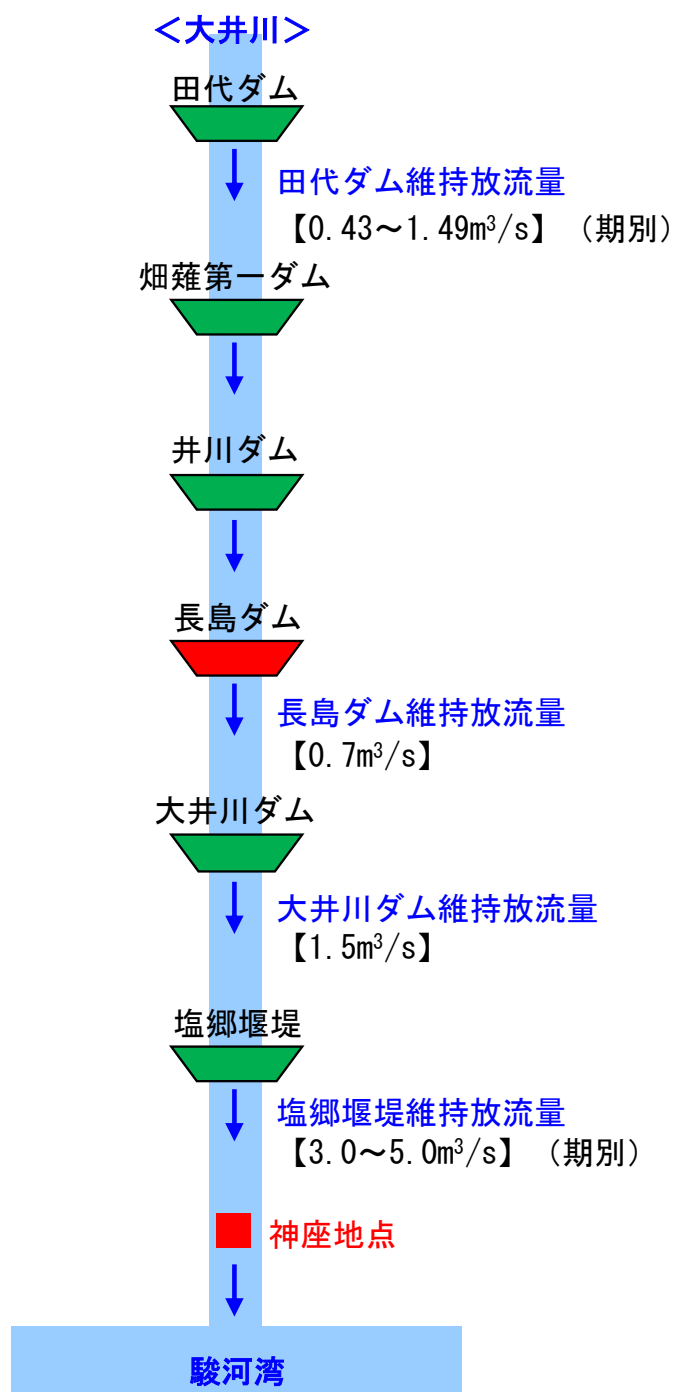 ＜大井川＞
田代ダム
田代ダム維持放流量
【0.43～1.49m³/s】（期別）
畑薙第一ダム
井川ダム
長島ダム
長島ダム維持放流量
【0.7m³/s】
大井川ダム
大井川ダム維持放流量
【1.5m³/s】
塩郷堰堤
塩郷堰堤維持放流量
【3.0～5.0m³/s】（期別）
神座地点
駿河湾